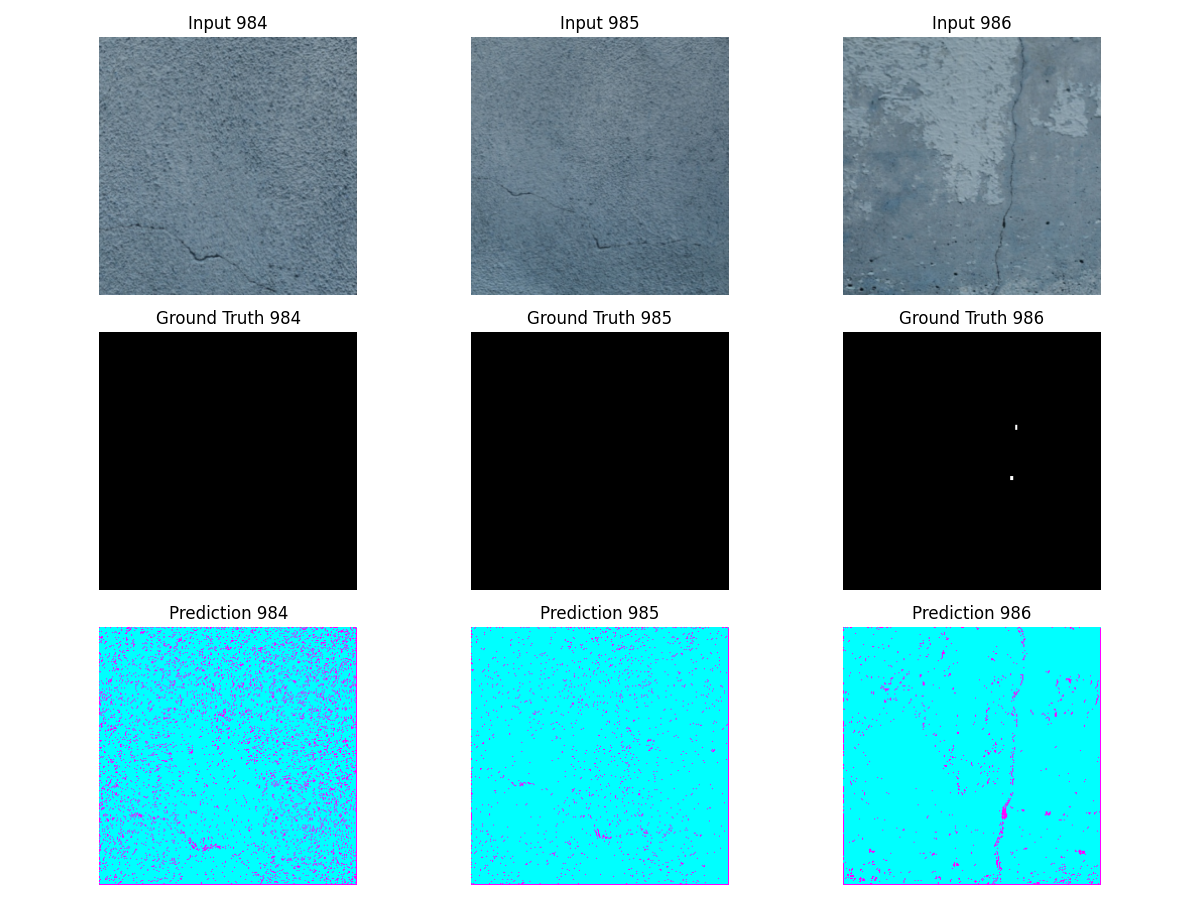 Input 984
Input 985
Input 986
Ground Truth 984
Ground Truth 985
Ground Truth 986
Prediction 984
Prediction 985
Prediction 986